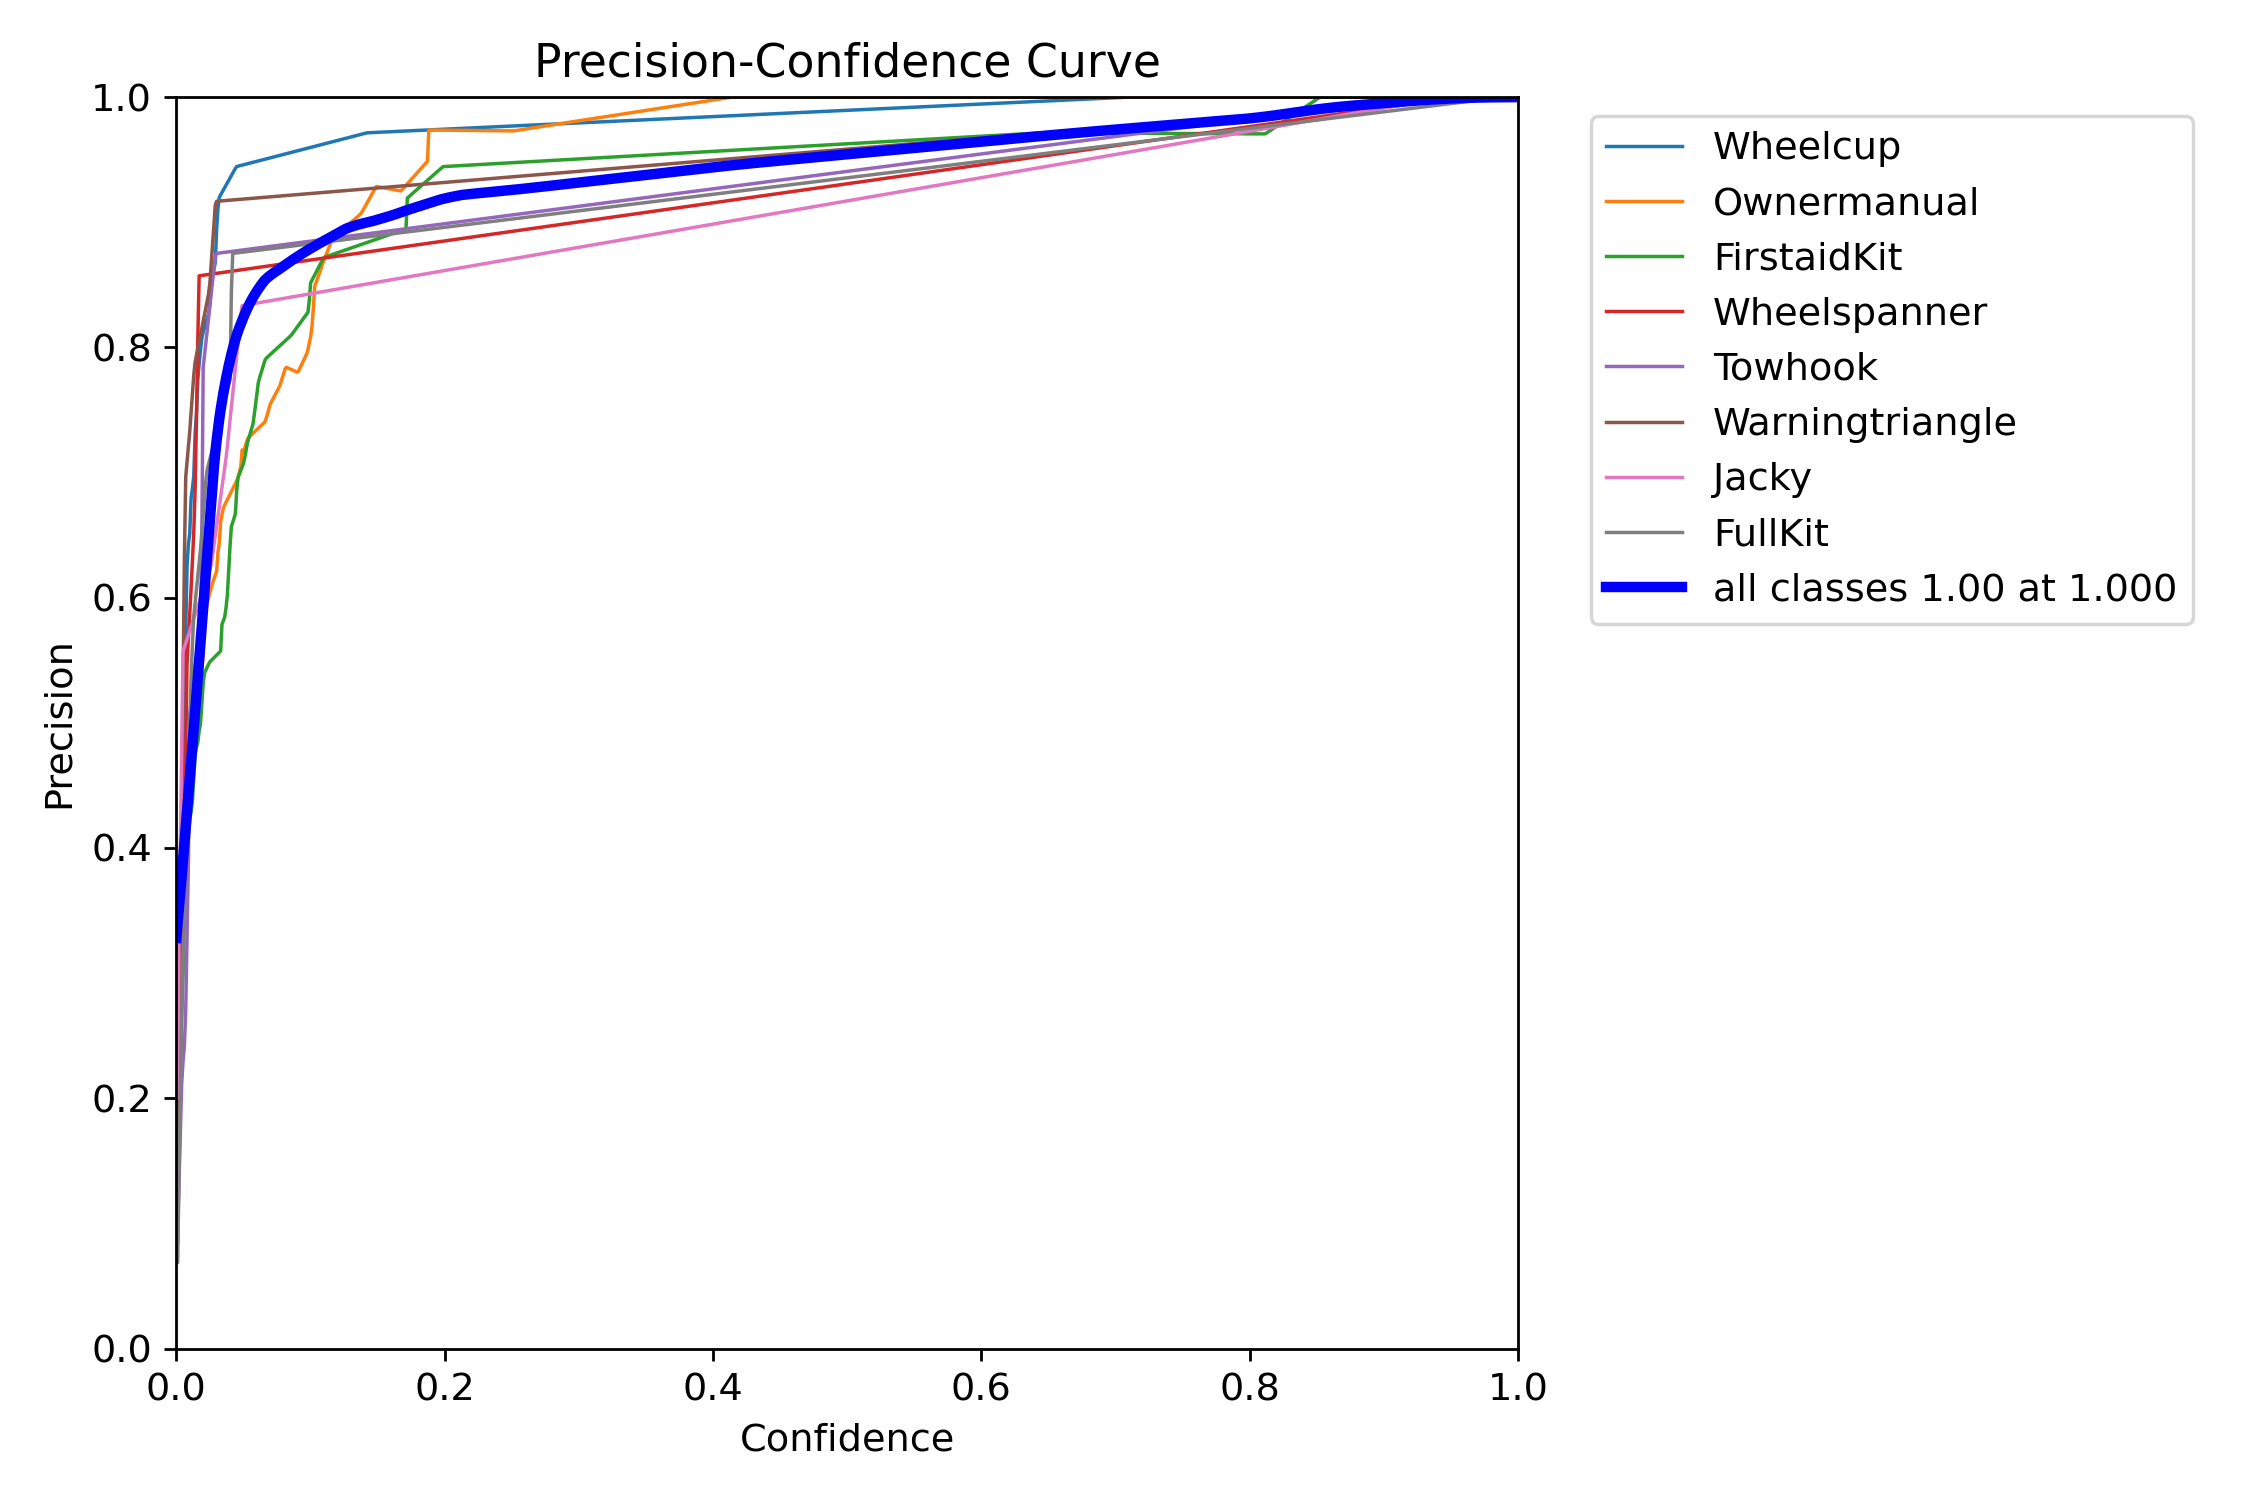 Precision-Confidence Curve
1.0
0.8
0.6
0.4
0.2
0.0
Precision
0.0 0.2 0.4 0.6 0.8 1.0
Confidence
Wheelcup
Ownermanual
FirstaidKit
Wheelspanner
Towhook
Warningtriangle
Jacky
FullKit
all classes 1.00 at 1.000